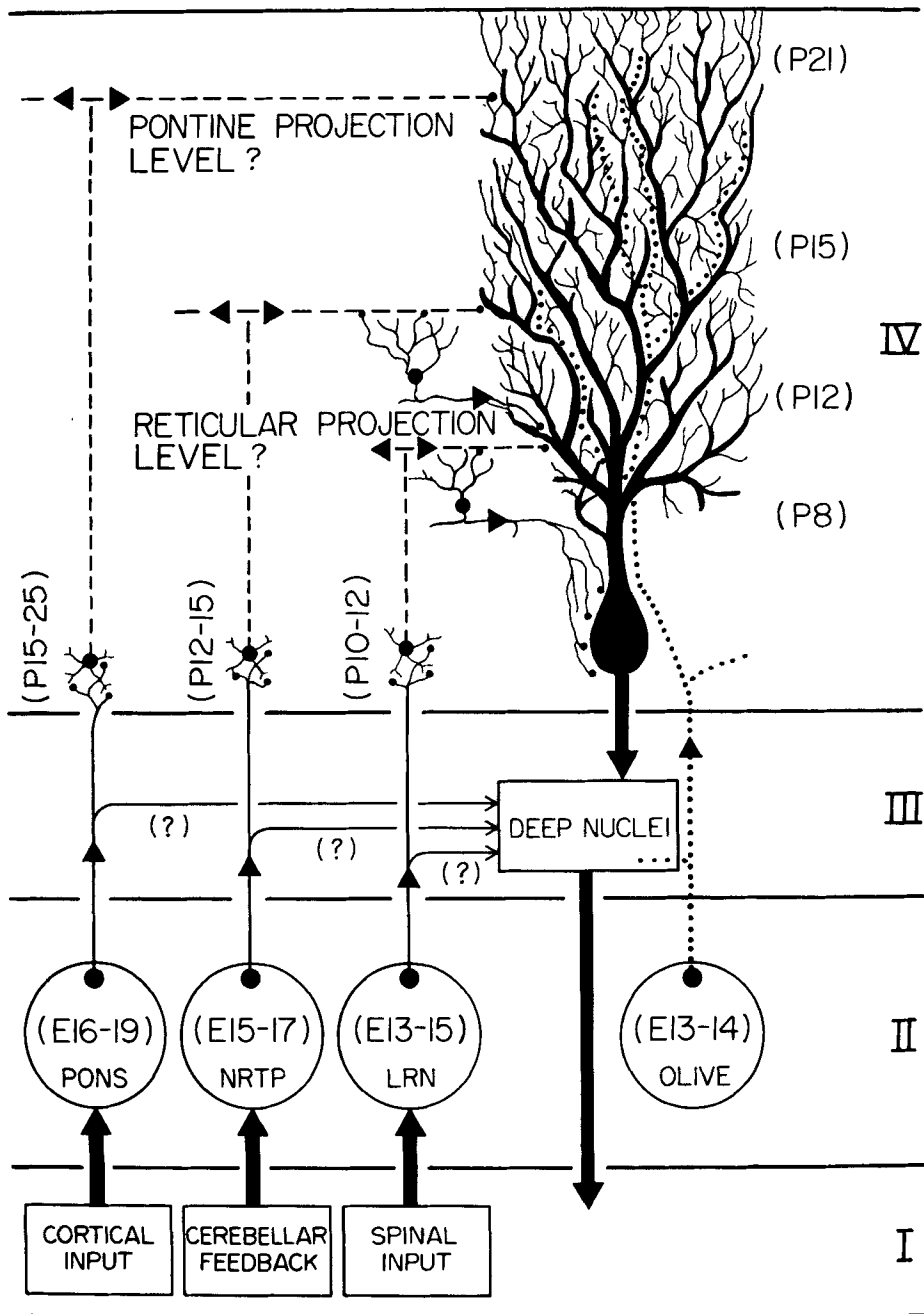 (P21)
PONTINE PROJECTION
LEVEL ?
(P15)
IV
RETICULAR PROJECTION
LEVEL ?
(P12)
(P8)
(P15-25)
(P12-15)
(P10-12)
III
DEEP NUCLEI
(?)
(?)
(?)
(E16-19)
PONS
(E15-17)
NRTP
(E13-15)
LRN
(E13-14)
OLIVE
II
CORTICAL
INPUT
CEREBELLAR
FEEDBACK
SPINAL
INPUT
I